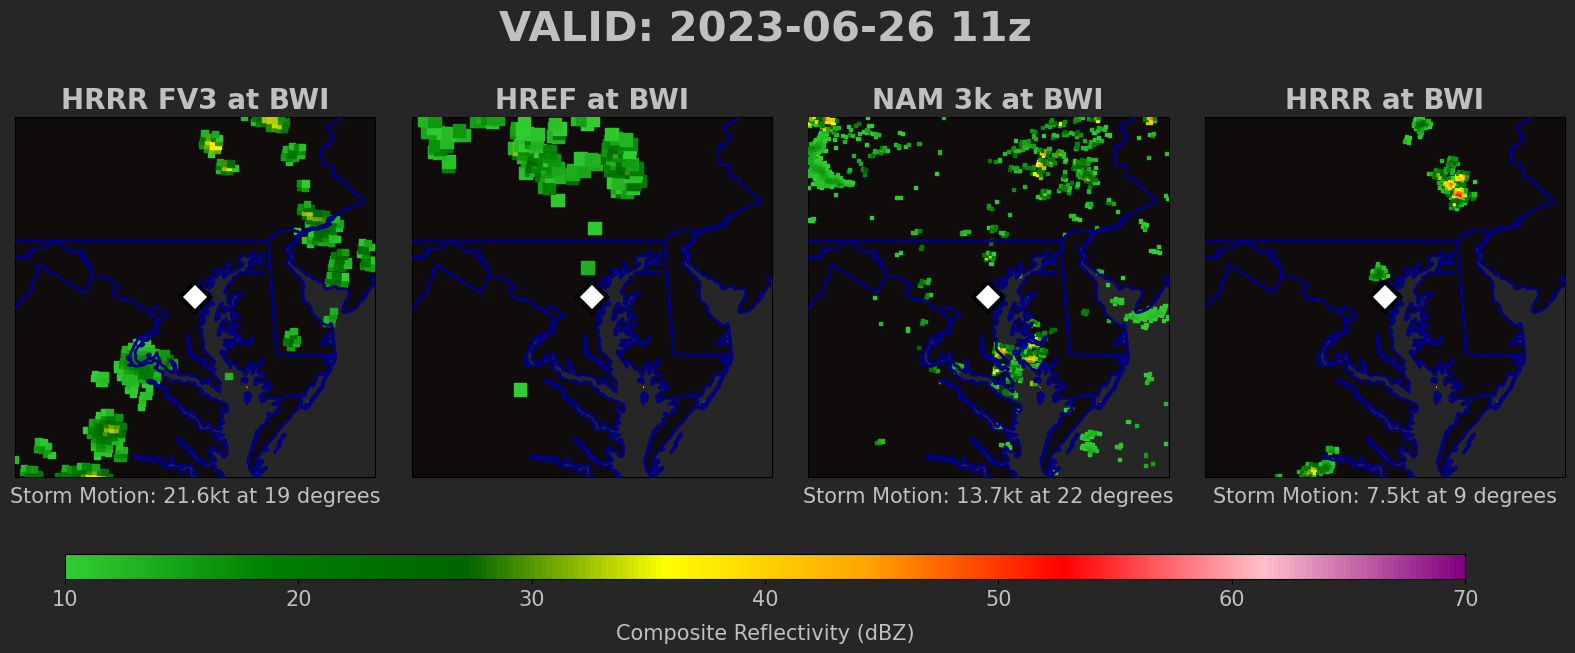 VALID: 2023-06-26 11z
HRRR FV3 at BWI
HREF at BWI
NAM 3k at BWI
HRRR at BWI
Storm Motion: 21.6kt at 19 degrees
Storm Motion: 13.7kt at 22 degrees
Storm Motion: 7.5kt at 9 degrees
10 20 30 40 50 60 70
Composite Reflectivity (dBZ)